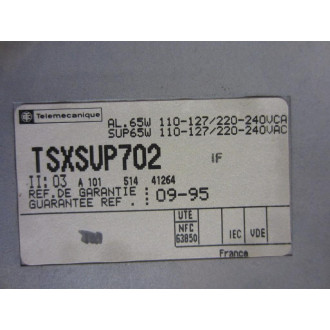 Telemecanique
AL.65W 110-127/220-240VCA
SUP65W 110-127/220-240VAC
TSXSUP702 IF
II: 03 A 101 514 41264
REF.DE GARANTIE :
GUARANTEE REF . : 09-95
UTE
NFC IEC VDE
63850
France